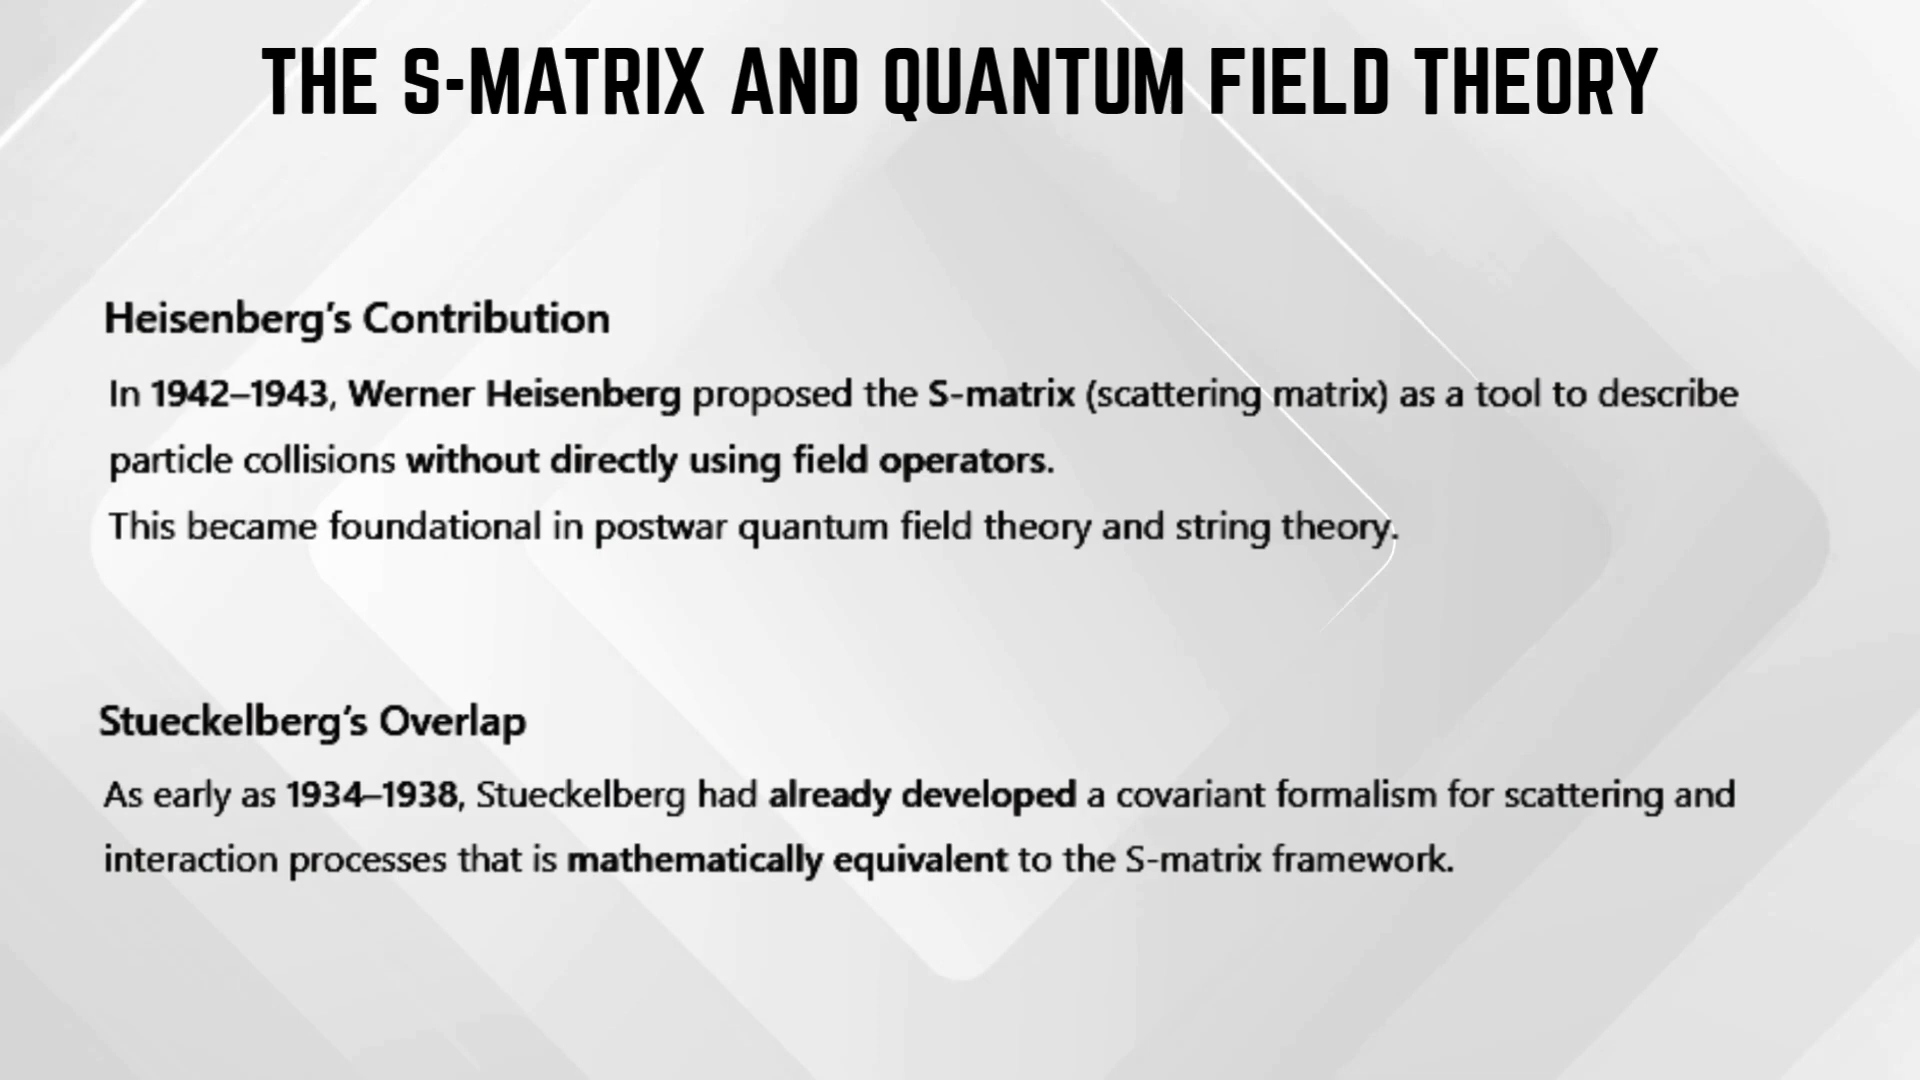 THE S-MATRIX AND QUANTUM FIELD THEORY
Heisenberg's Contribution
In 1942–1943, Werner Heisenberg proposed the S-matrix (scattering matrix) as a tool to describe
particle collisions without directly using field operators.
This became foundational in postwar quantum field theory and string theory.
Stueckelberg's Overlap
As early as 1934–1938, Stueckelberg had already developed a covariant formalism for scattering and
interaction processes that is mathematically equivalent to the S-matrix framework.